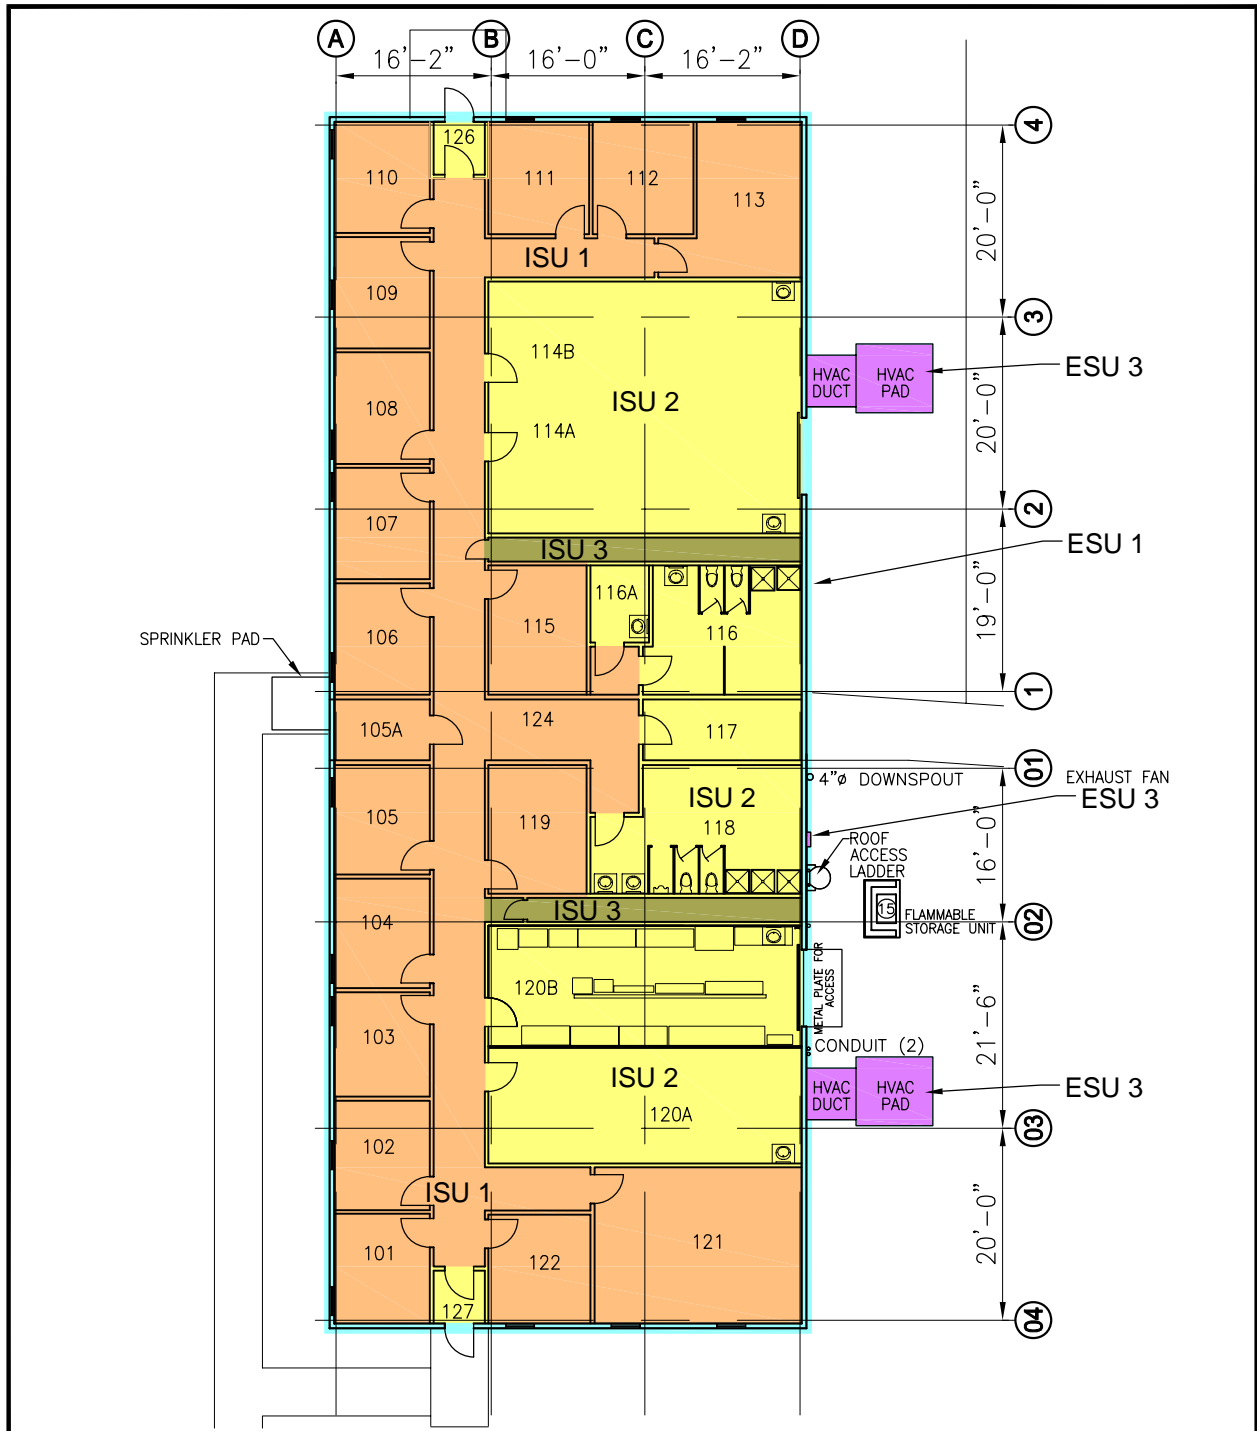 A B C D
16'-2" 16'-0" 16'-2"
4
126
110 111 112 113
20'-0"
ISU 1
109
3
114B
HVAC DUCT
HVAC PAD
ESU 3
ISU 2
108
114A
20'-0"
2
107
ISU 3
ESU 1
116A
115
116
106
19'-0"
SPRINKLER PAD
1
105A
124
117
01
4"ø DOWNSPOUT
EXHAUST FAN
ESU 3
ISU 2
105
119
118
ROOF
ACCESS
LADDER
16'-0"
ISU 3
15
FLAMMABLE
STORAGE UNIT
104
02
METAL PLATE FOR
ACCESS
120B
21'-6"
103
CONDUIT (2)
ISU 2
HVAC DUCT
HVAC PAD
ESU 3
120A
03
102
ISU 1
20'-0"
101
122
121
127
04